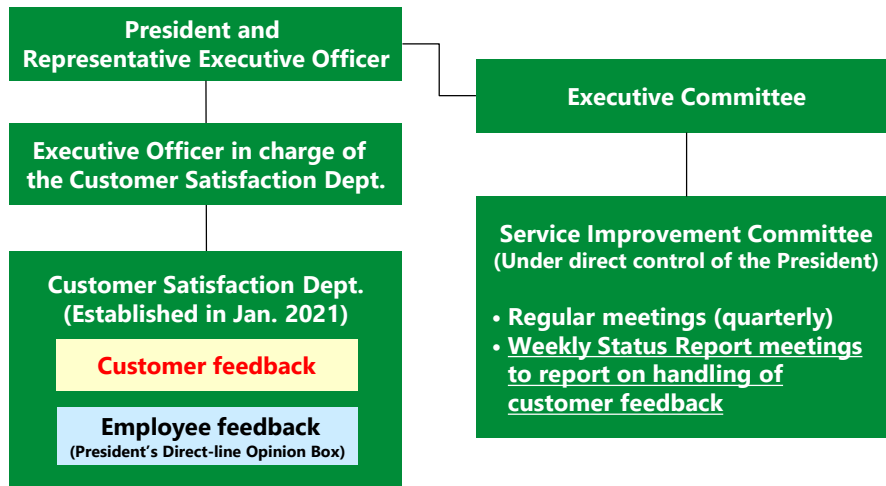 President and
Representative Executive Officer
Executive Committee
Executive Officer in charge of
the Customer Satisfaction Dept.
Customer Satisfaction Dept.
(Established in Jan. 2021)
Customer feedback
Employee feedback
(President’s Direct-line Opinion Box)
Service Improvement Committee
(Under direct control of the President)
• Regular meetings (quarterly)
• Weekly Status Report meetings
to report on handling of
customer feedback